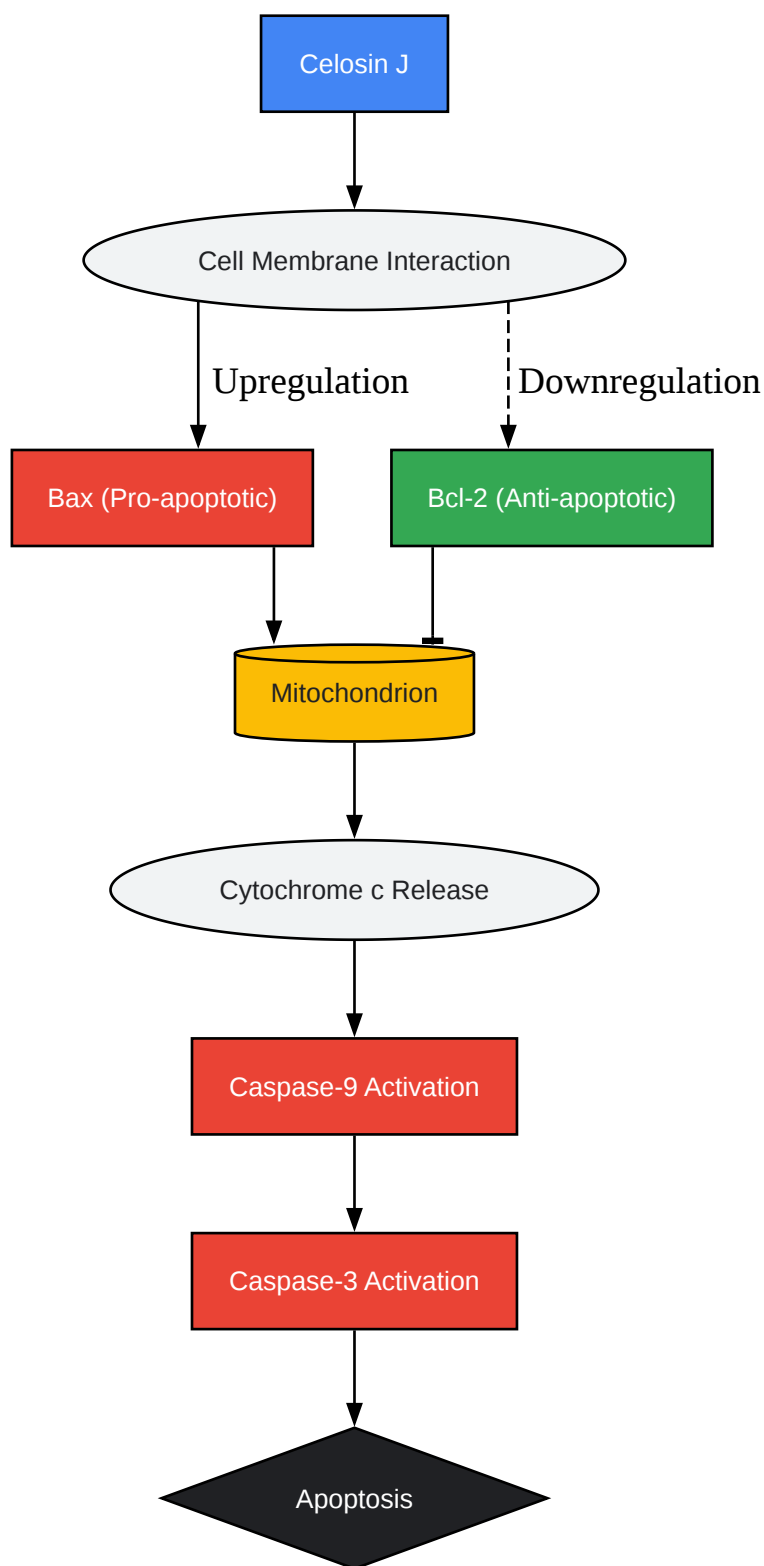 Celosin J
Cell Membrane Interaction
Upregulation
Downregulation
Bax (Pro-apoptotic)
Bcl-2 (Anti-apoptotic)
Mitochondrion
Cytochrome c Release
Caspase-9 Activation
Caspase-3 Activation
Apoptosis